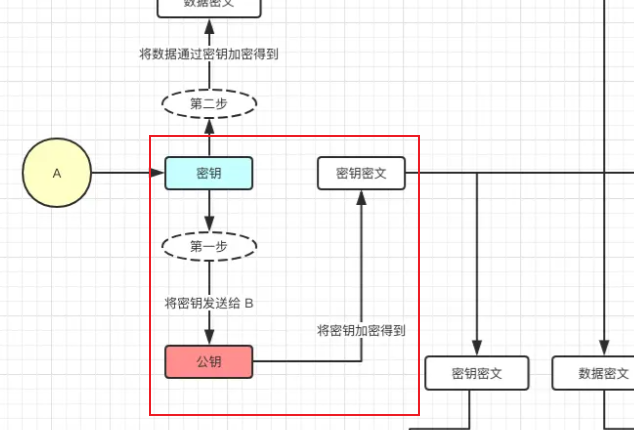 数据密文
将数据通过密钥加密得到
第二步
A
密钥
密钥密文
第一步
将密钥发送给 B
将密钥加密得到
公钥
密钥密文
数据密文